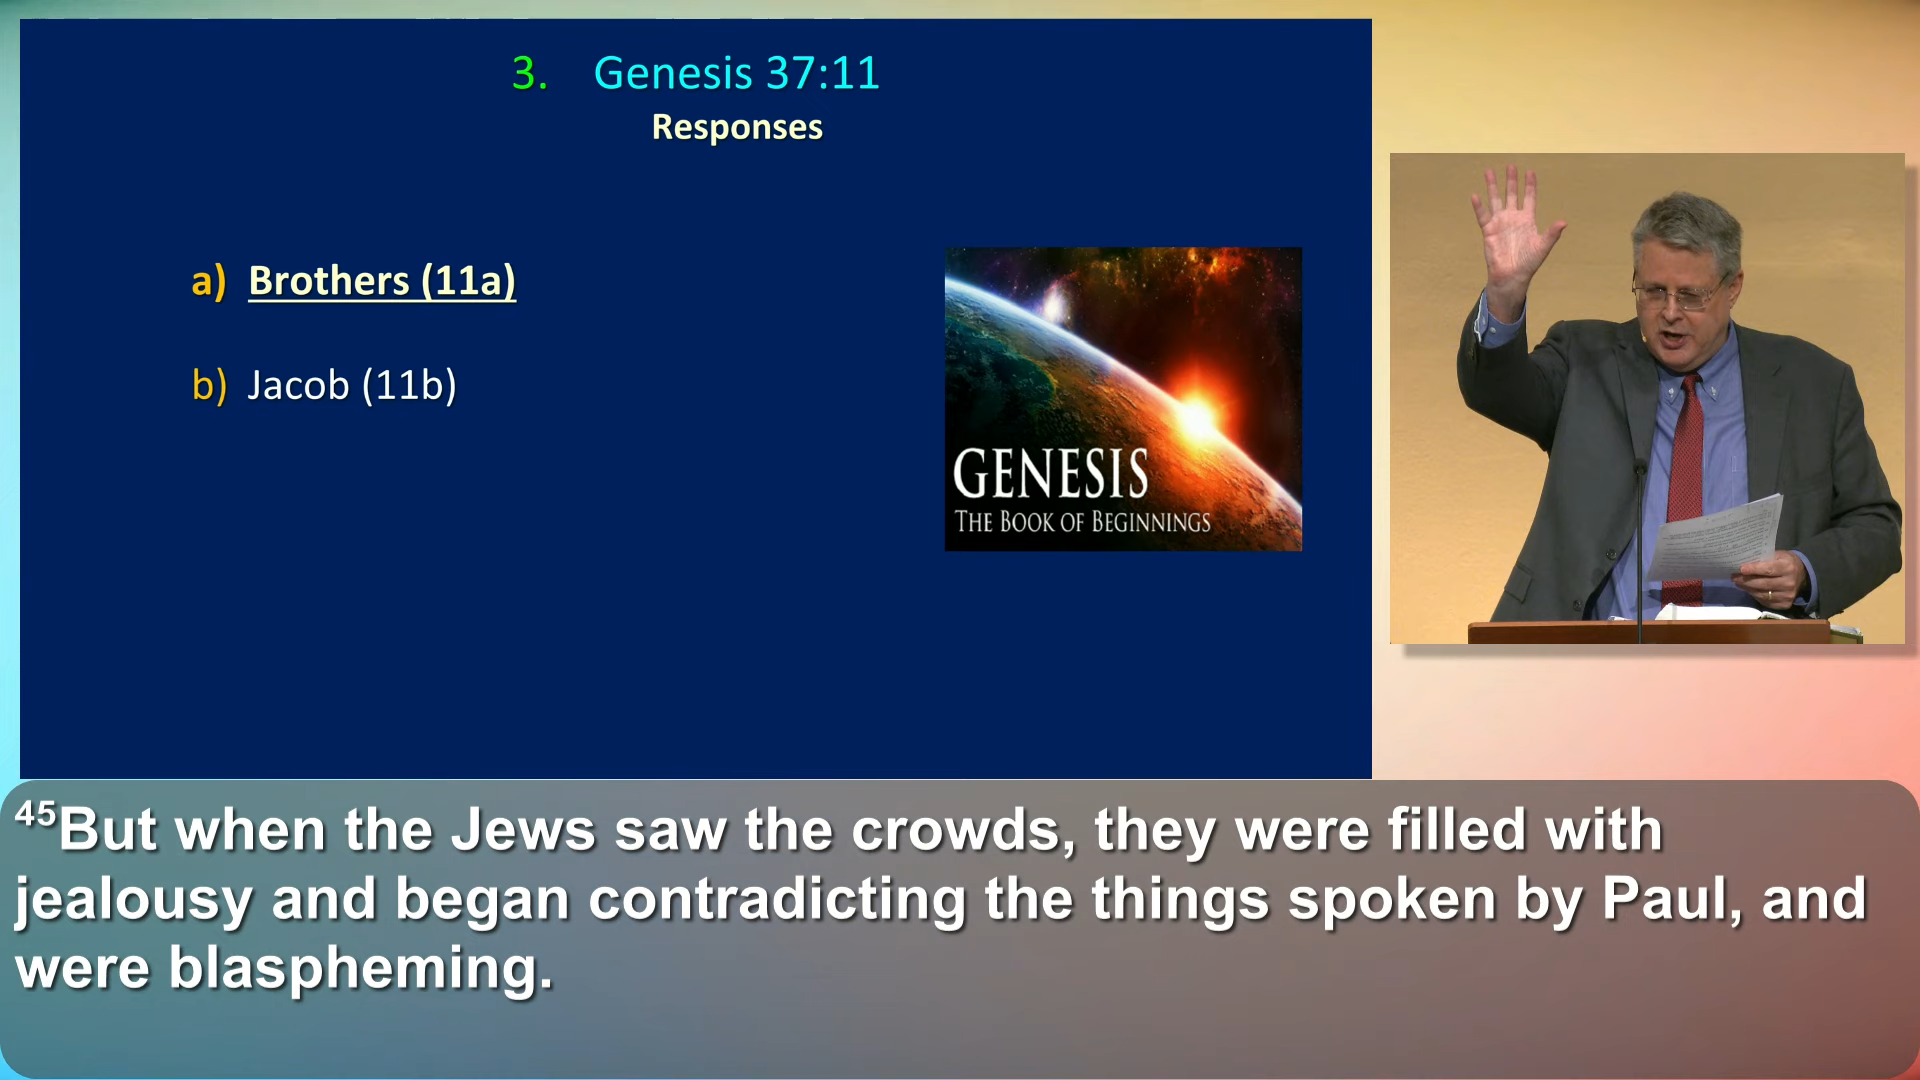 3. Genesis 37:11
Responses
a) Brothers (11a)
b) Jacob (11b)
GENESIS
THE BOOK OF BEGINNINGS
45But when the Jews saw the crowds, they were filled with
jealousy and began contradicting the things spoken by Paul, and
were blaspheming.